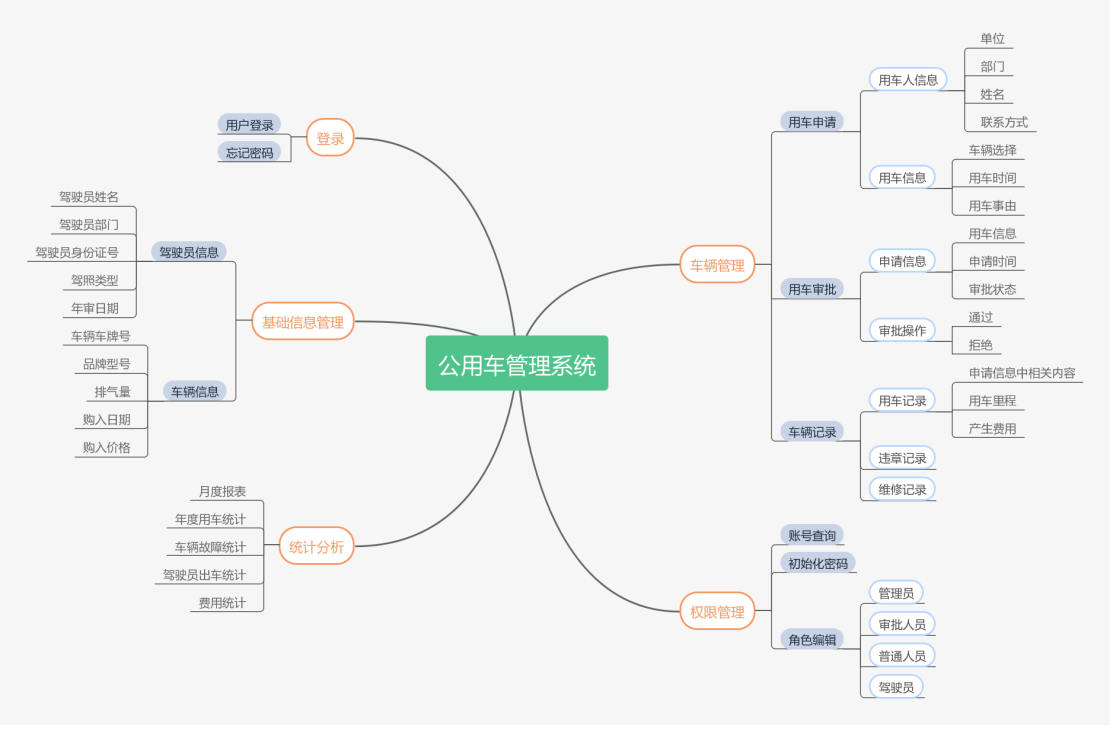 公用车管理系统
登录
用户登录
忘记密码
基础信息管理
驾驶员信息
驾驶员姓名
驾驶员部门
驾驶员身份证号
驾照类型
年审日期
车辆信息
车辆车牌号
品牌型号
排气量
购入日期
购入价格
统计分析
月度报表
年度用车统计
车辆故障统计
驾驶员出车统计
费用统计
车辆管理
用车申请
用车人信息
单位
部门
姓名
联系方式
用车信息
车辆选择
用车时间
用车事由
用车审批
申请信息
用车信息
申请时间
审批状态
审批操作
通过
拒绝
车辆记录
用车记录
申请信息中相关内容
用车里程
产生费用
违章记录
维修记录
权限管理
账号查询
初始化密码
角色编辑
管理员
审批人员
普通人员
驾驶员